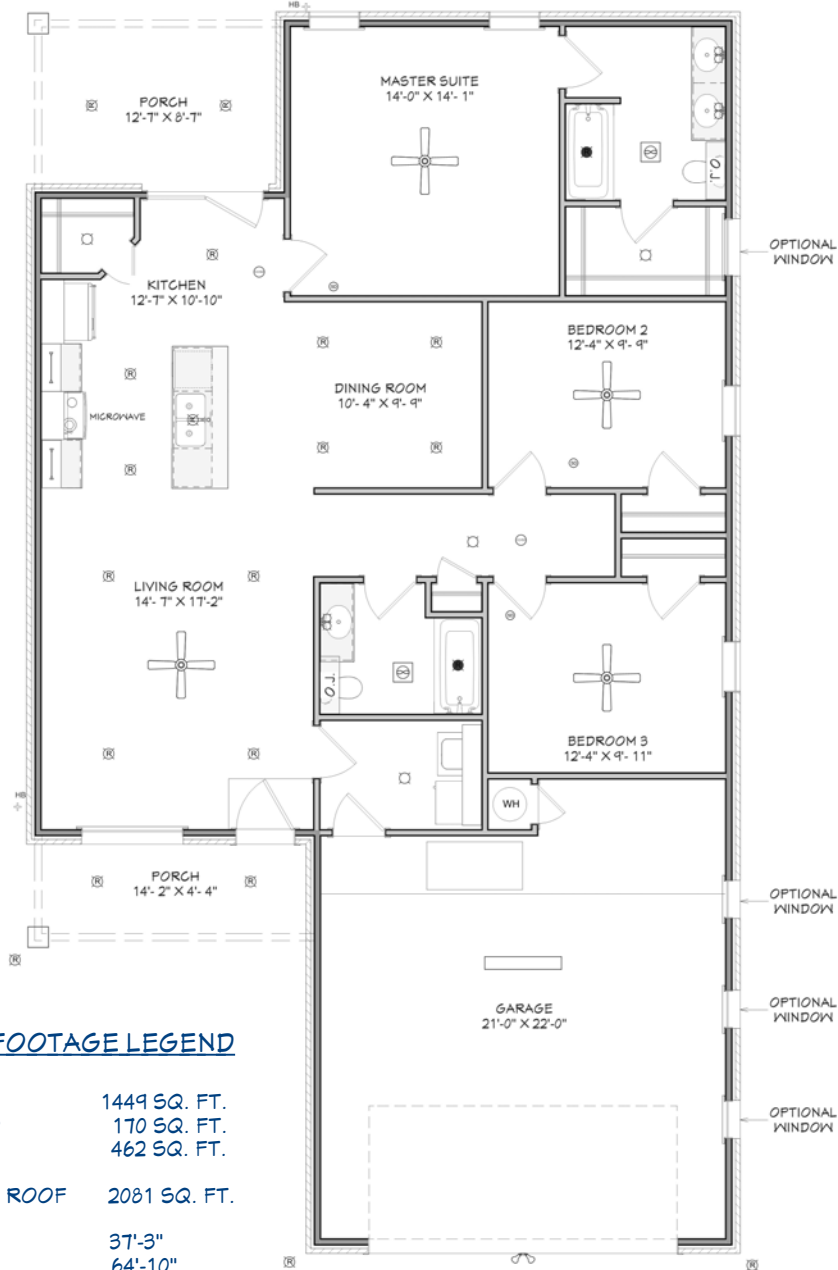 HB
MASTER SUITE
14'-0" X 14'- 1"
PORCH
12'-7" X 8'-7"
R
R
O.J.
OPTIONAL
WINDOW
R
KITCHEN
12'-7" X 10'-10"
BEDROOM 2
12'-4" X 9'- 9"
R
R
R
DINING ROOM
10'- 4" X 9'- 9"
MICROWAVE
R
R
R
R
R
R
R
LIVING ROOM
14'- 7" X 17'-2"
O.J.
BEDROOM 3
12'-4" X 9'- 11"
R
R
HB
WH
PORCH
14'- 2" X 4'- 4"
R
R
OPTIONAL
WINDOW
R
GARAGE
21'-0" X 22'-0"
OPTIONAL
WINDOW
FOOTAGE LEGEND
1449 SQ. FT.
170 SQ. FT.
462 SQ. FT.
OPTIONAL
WINDOW
ROOF 2081 SQ. FT.
37'-3"
64'-10"
R
R